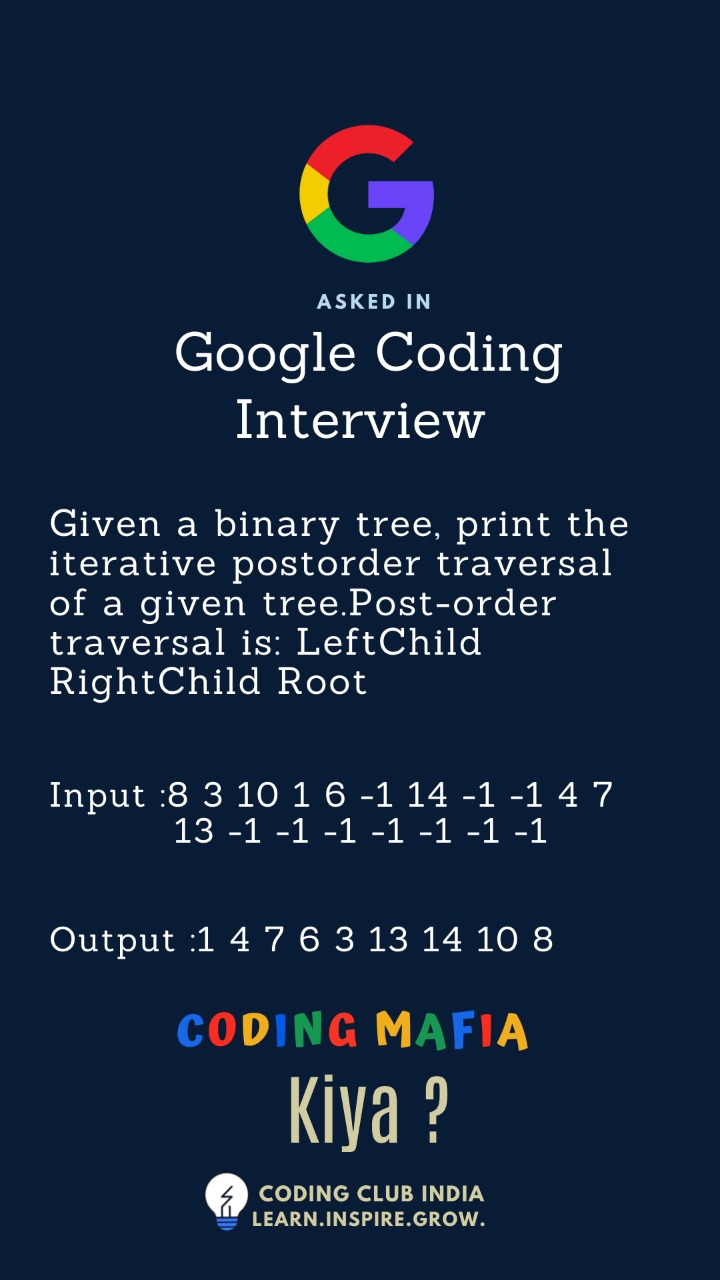 ASKED IN
Google Coding
Interview
Given a binary tree, print the
iterative postorder traversal
of a given tree.Post-order
traversal is: LeftChild
RightChild Root
Input :8 3 10 1 6 -1 14 -1 -1 4 7
13 -1 -1 -1 -1 -1 -1 -1
Output :1 4 7 6 3 13 14 10 8
CODING MAFIA
Kiya ?
CODING CLUB INDIA
LEARN.INSPIRE.GROW.